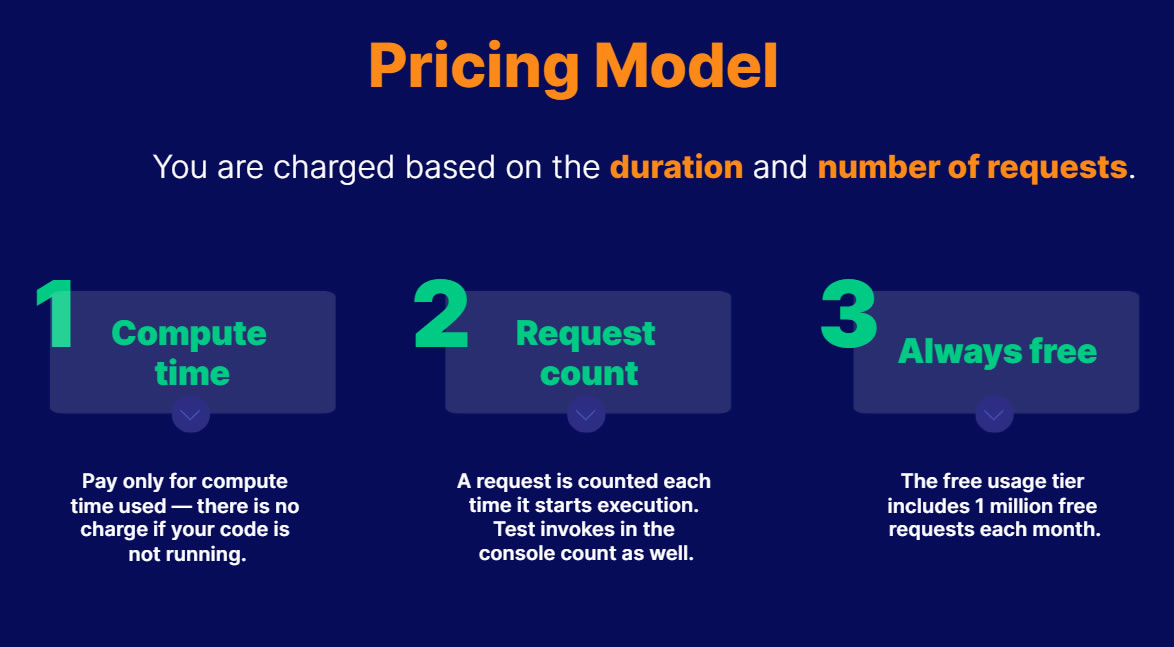 Pricing Model
You are charged based on the duration and number of requests.
1
Compute
time
Pay only for compute
time used — there is no
charge if your code is
not running.
2
Request
count
A request is counted each
time it starts execution.
Test invokes in the
console count as well.
3
Always free
The free usage tier
includes 1 million free
requests each month.